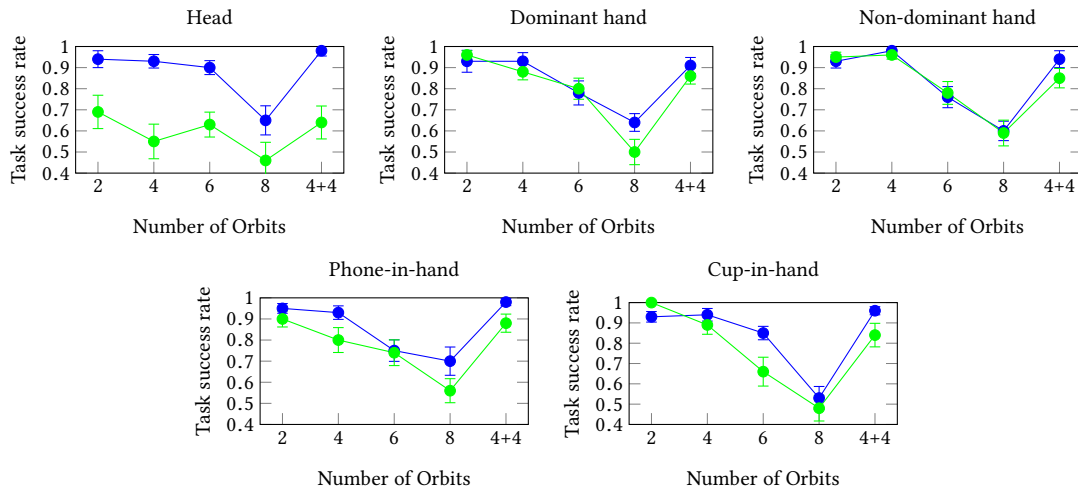 Head
Task success rate
1
0.9
0.8
0.7
0.6
0.5
0.4
2 4 6 8 4+4
Number of Orbits
Dominant hand
Task success rate
1
0.9
0.8
0.7
0.6
0.5
0.4
2 4 6 8 4+4
Number of Orbits
Non-dominant hand
Task success rate
1
0.9
0.8
0.7
0.6
0.5
0.4
2 4 6 8 4+4
Number of Orbits
Phone-in-hand
Task success rate
1
0.9
0.8
0.7
0.6
0.5
0.4
2 4 6 8 4+4
Number of Orbits
Cup-in-hand
Task success rate
1
0.9
0.8
0.7
0.6
0.5
0.4
2 4 6 8 4+4
Number of Orbits